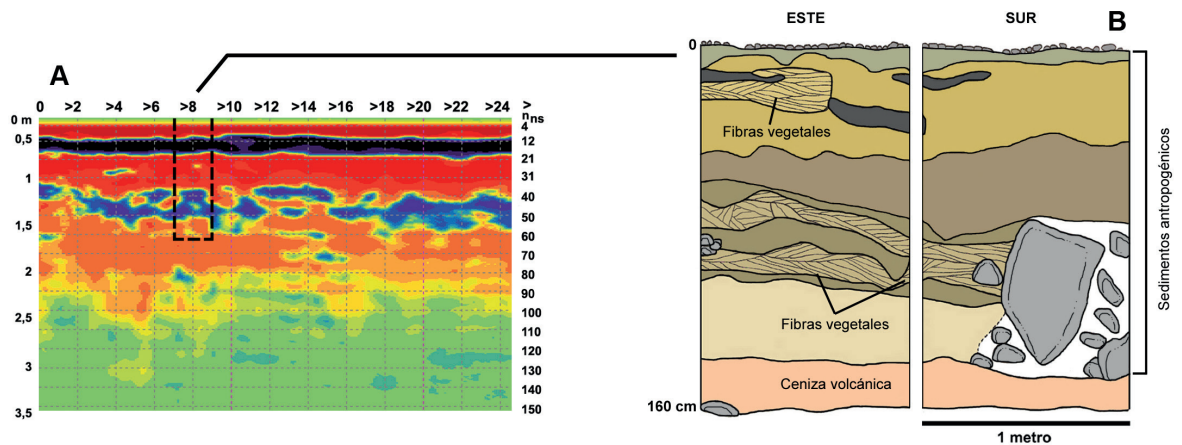 A
0 >2 >4 >6 >8 >10 >12 >14 >16 >18 >20 >22 >24 >
n ns
0 m
4
0,5
12
21
1
31
40
1,5
50
60
70
2
80
90
2,5
100
110
3
120
130
140
3,5
150
ESTE
SUR
B
0
Fibras vegetales
Fibras vegetales
Ceniza volcánica
160 cm
1 metro
Sedimentos antropogénicos